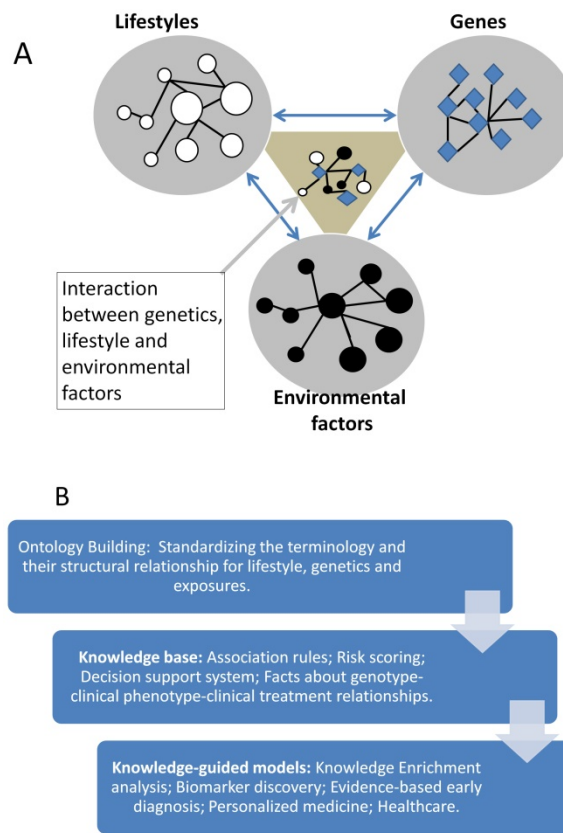 Lifestyles
Genes
A
Interaction
between genetics,
lifestyle and
environmental
factors
Environmental
factors
B
Ontology Building: Standardizing the terminology and
their structural relationship for lifestyle, genetics and
exposures.
Knowledge base: Association rules; Risk scoring;
Decision support system; Facts about genotype-
clinical phenotype-clinical treatment relationships.
Knowledge-guided models: Knowledge Enrichment
analysis; Biomarker discovery; Evidence-based early
diagnosis; Personalized medicine; Healthcare.